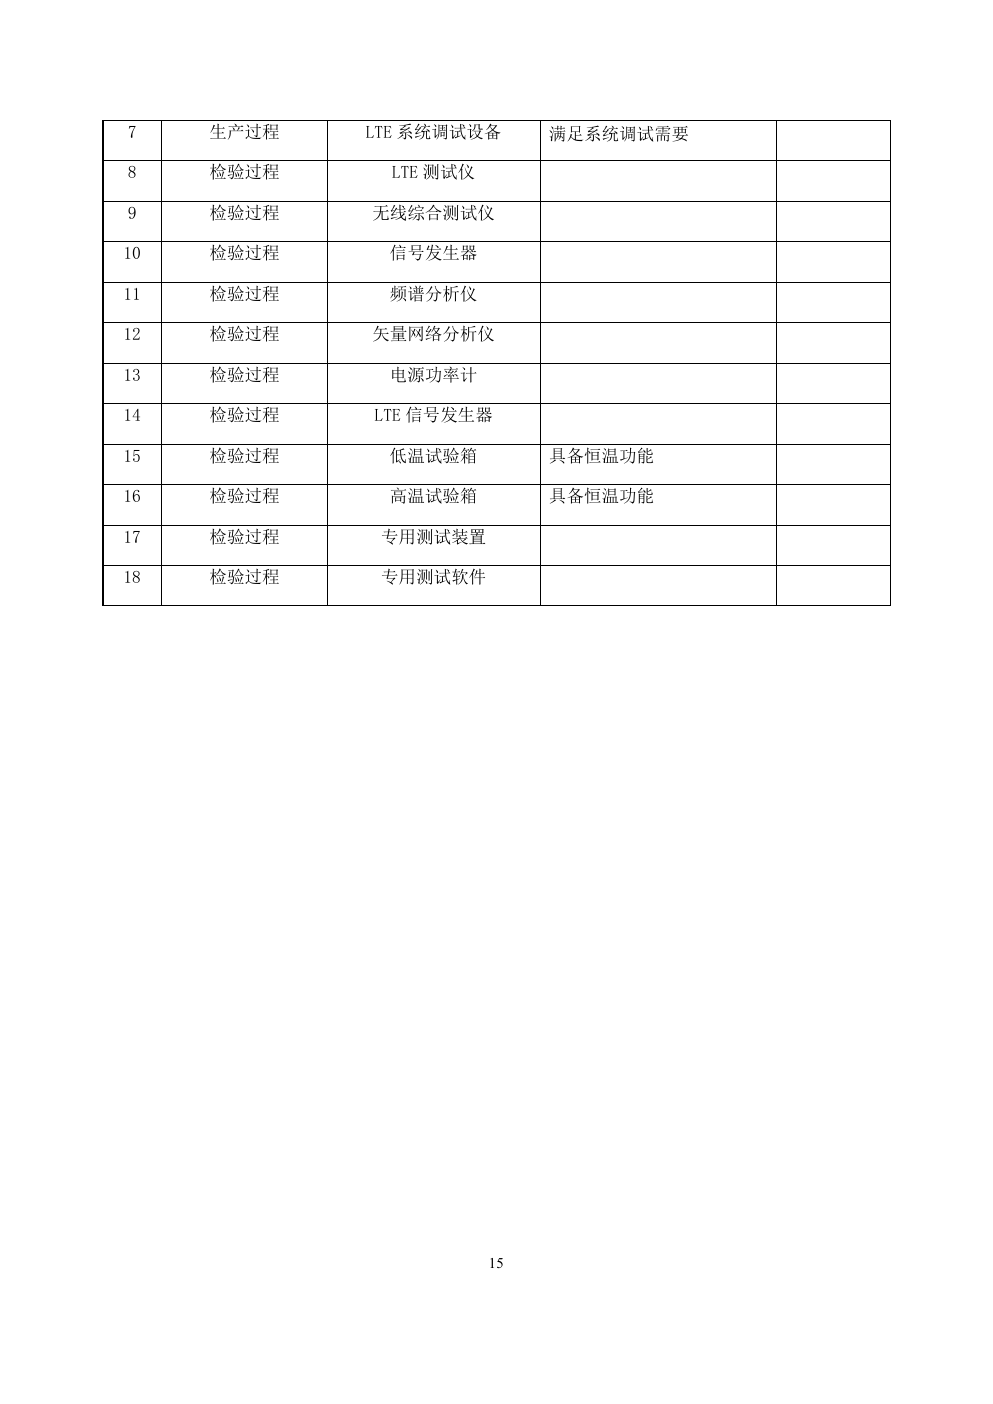 7 生产过程 LTE 系统调试设备 满足系统调试需要
8 检验过程 LTE 测试仪
9 检验过程 无线综合测试仪
10 检验过程 信号发生器
11 检验过程 频谱分析仪
12 检验过程 矢量网络分析仪
13 检验过程 电源功率计
14 检验过程 LTE 信号发生器
15 检验过程 低温试验箱 具备恒温功能
16 检验过程 高温试验箱 具备恒温功能
17 检验过程 专用测试装置
18 检验过程 专用测试软件
15